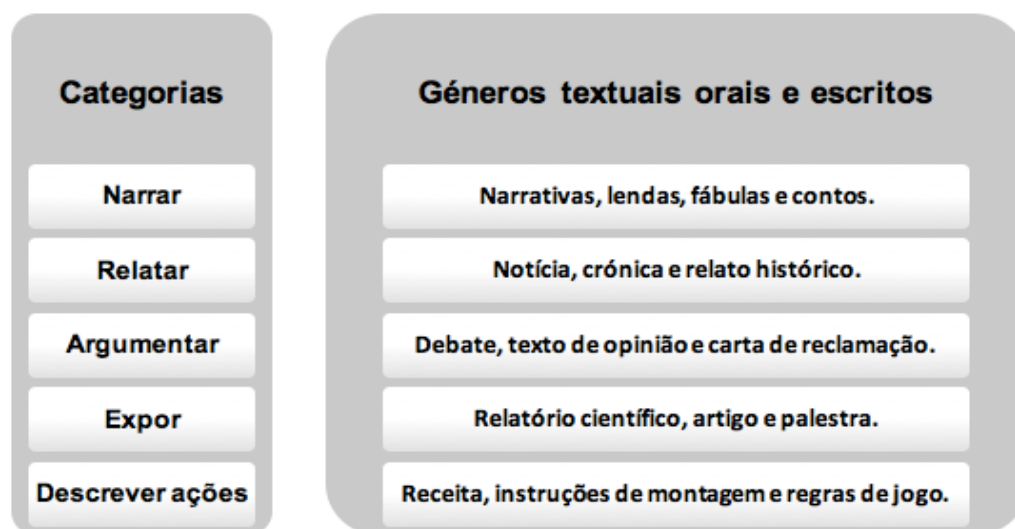 Categorias
Géneros textuais orais e escritos
Narrar
Narrativas, lendas, fábulas e contos.
Relatar
Notícia, crónica e relato histórico.
Argumentar
Debate, texto de opinião e carta de reclamação.
Expor
Relatório científico, artigo e palestra.
Descrever ações
Receita, instruções de montagem e regras de jogo.